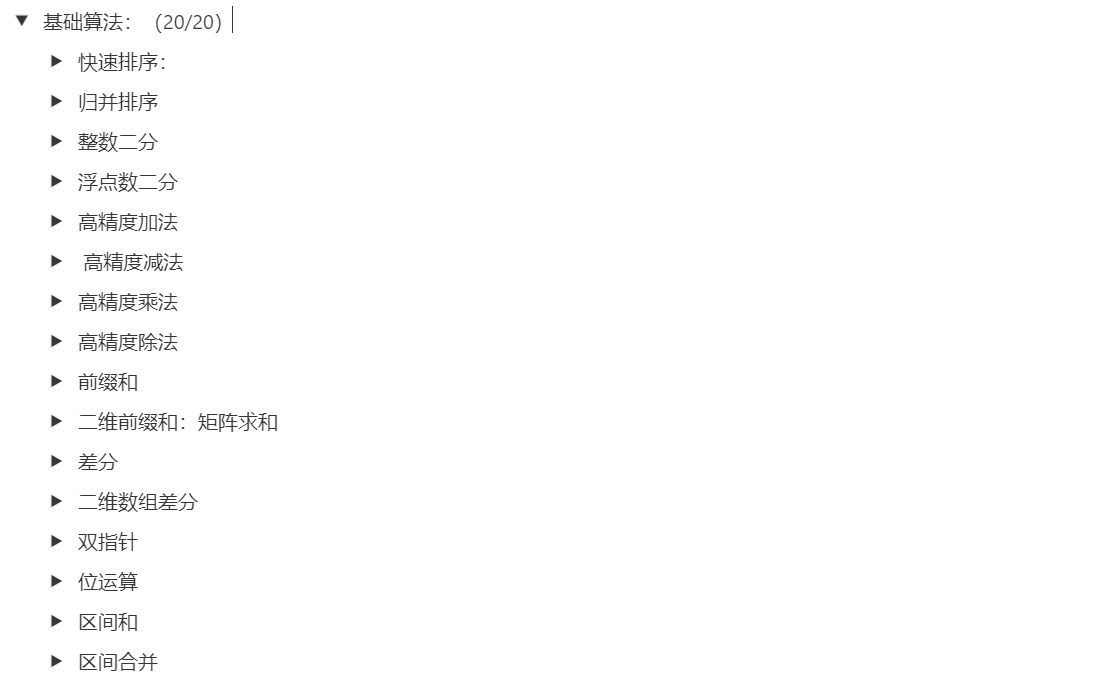 基础算法：（20/20）
快速排序：
归并排序
整数二分
浮点数二分
高精度加法
高精度减法
高精度乘法
高精度除法
前缀和
二维前缀和：矩阵求和
差分
二维数组差分
双指针
位运算
区间和
区间合并